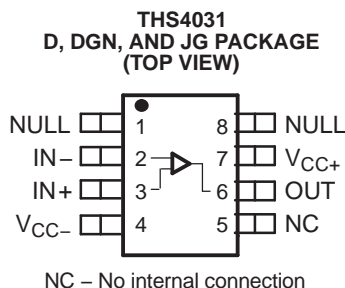 THS4031
D, DGN, AND JG PACKAGE
(TOP VIEW)
NULL 1 8 NULL
IN− 2 7 VCC+
IN+ 3 6 OUT
VCC− 4 5 NC
NC − No internal connection